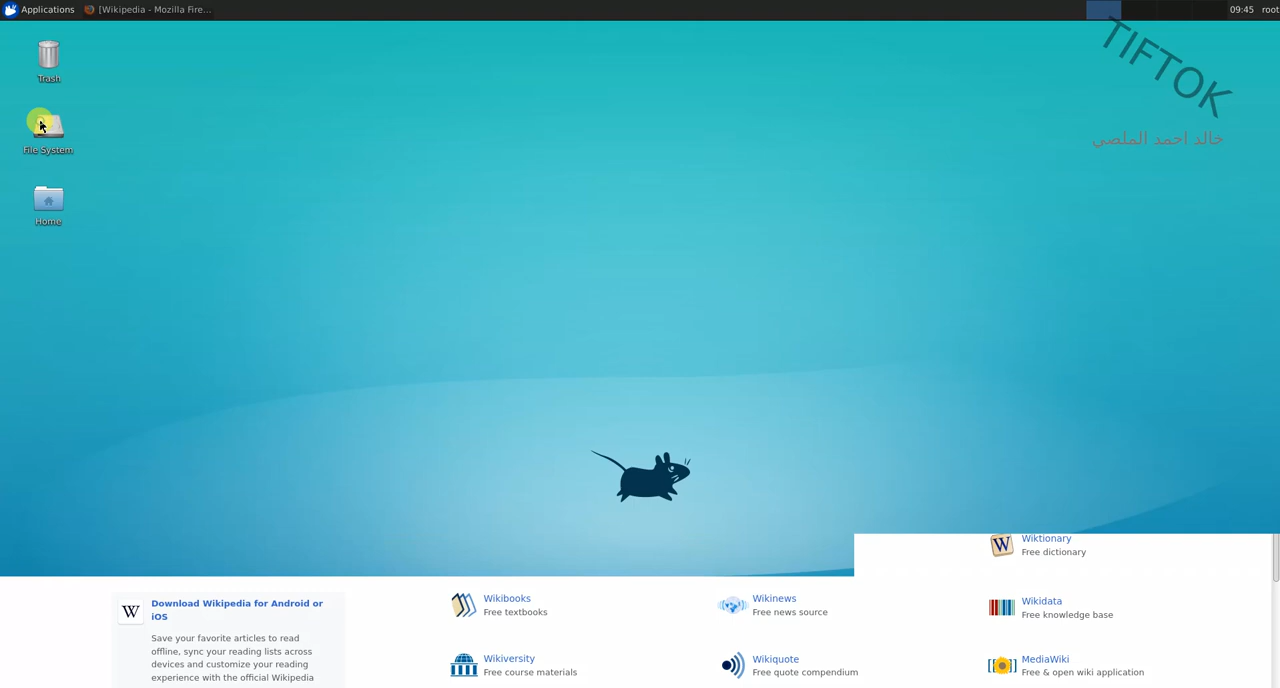 Applications
[Wikipedia - Mozilla Fire...
09:45
root
TIFTOK
خالد احمد الملصي
Trash
File System
Home
Wiktionary
Free dictionary
Download Wikipedia for Android or
iOS
Save your favorite articles to read
offline, sync your reading lists across
devices and customize your reading
experience with the official Wikipedia
Wikibooks
Free textbooks
Wikinews
Free news source
Wikidata
Free knowledge base
Wikiversity
Free course materials
Wikiquote
Free quote compendium
MediaWiki
Free & open wiki application